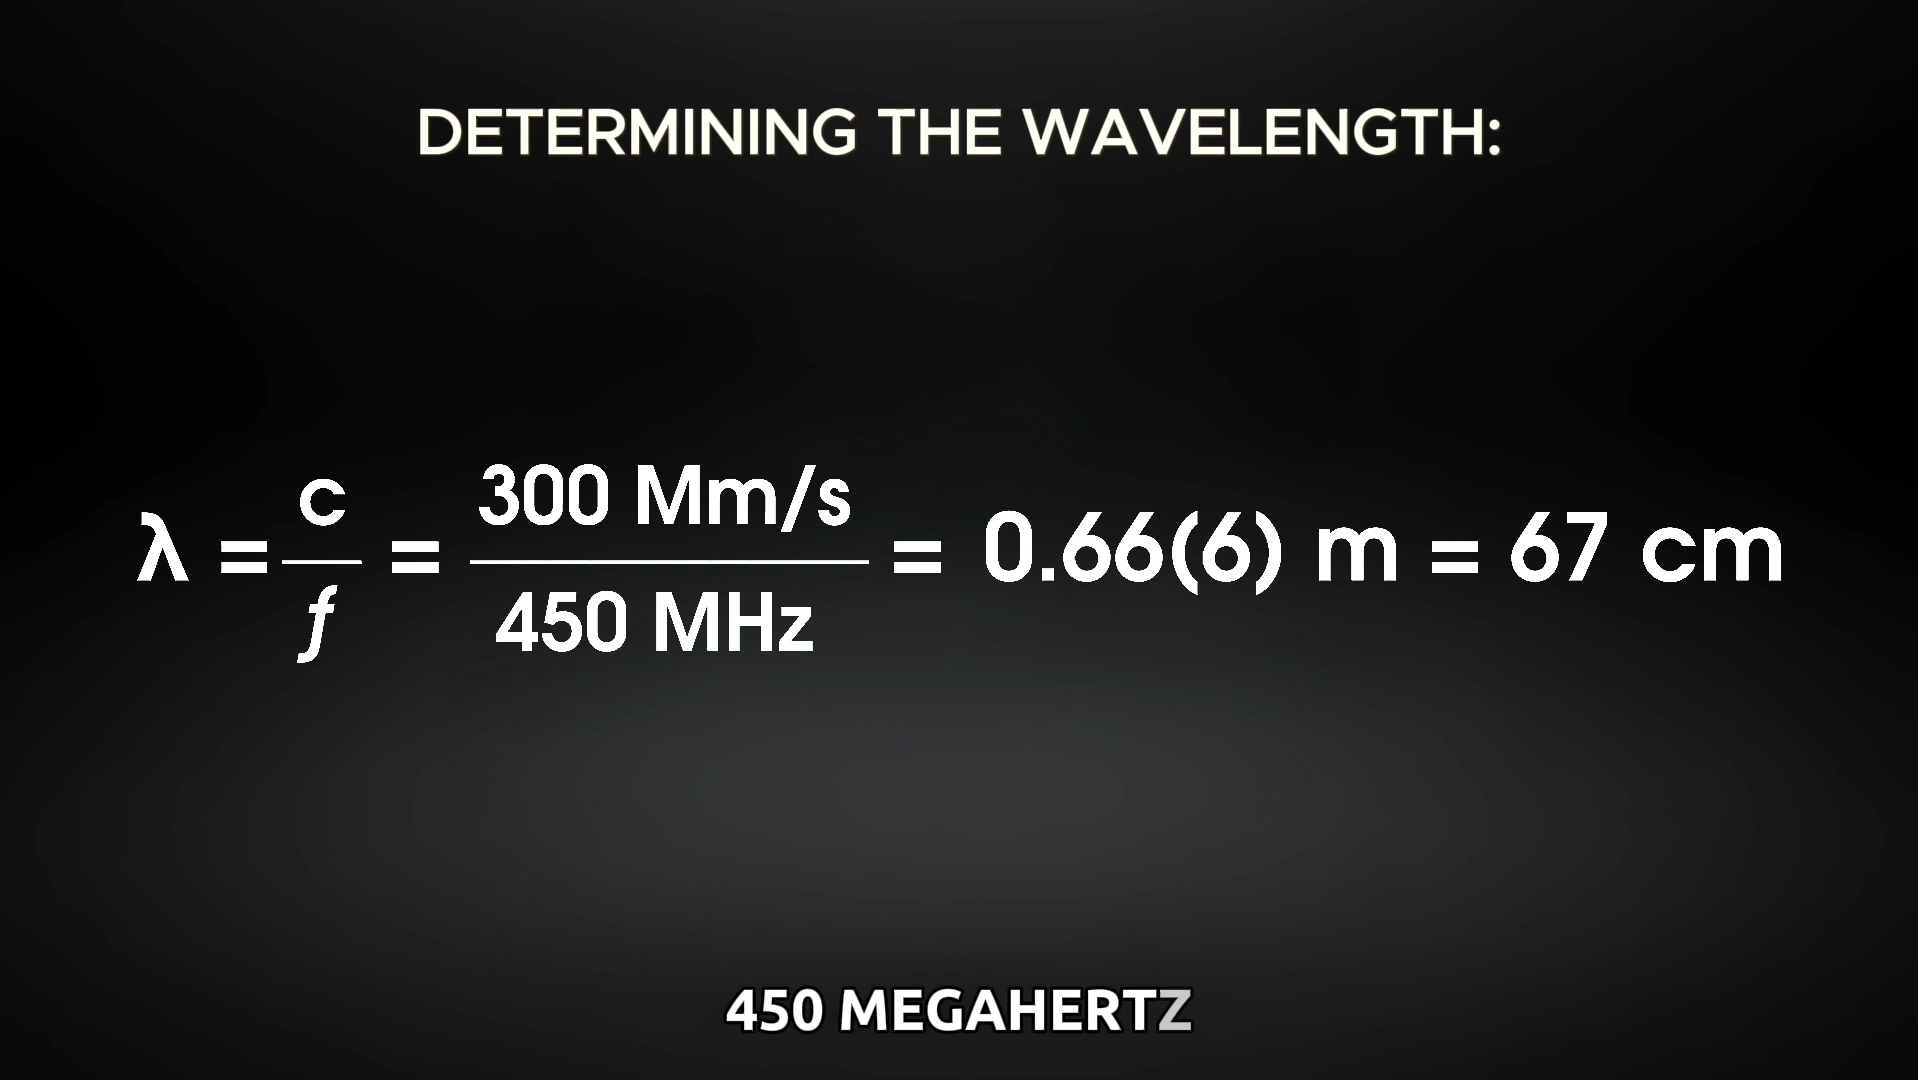 DETERMINING THE WAVELENGTH:
λ = c/f = 300 Mm/s / 450 MHz = 0.66(6) m = 67 cm
450 MEGAHERTZ